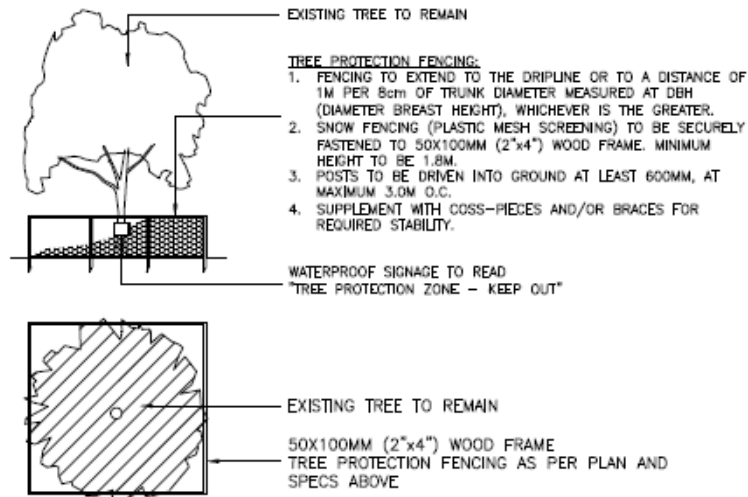 EXISTING TREE TO REMAIN
TREE PROTECTION FENCING:
1. FENCING TO EXTEND TO THE DRIPLINE OR TO A DISTANCE OF
1M PER 8cm OF TRUNK DIAMETER MEASURED AT DBH
(DIAMETER BREAST HEIGHT), WHICHEVER IS THE GREATER.
2. SNOW FENCING (PLASTIC MESH SCREENING) TO BE SECURELY
FASTENED TO 50X100MM (2"x4") WOOD FRAME. MINIMUM
HEIGHT TO BE 1.8M.
3. POSTS TO BE DRIVEN INTO GROUND AT LEAST 600MM, AT
MAXIMUM 3.0M O.C.
4. SUPPLEMENT WITH COSS-PIECES AND/OR BRACES FOR
REQUIRED STABILITY.
WATERPROOF SIGNAGE TO READ
"TREE PROTECTION ZONE - KEEP OUT"
EXISTING TREE TO REMAIN
50X100MM (2"x4") WOOD FRAME
TREE PROTECTION FENCING AS PER PLAN AND
SPECS ABOVE